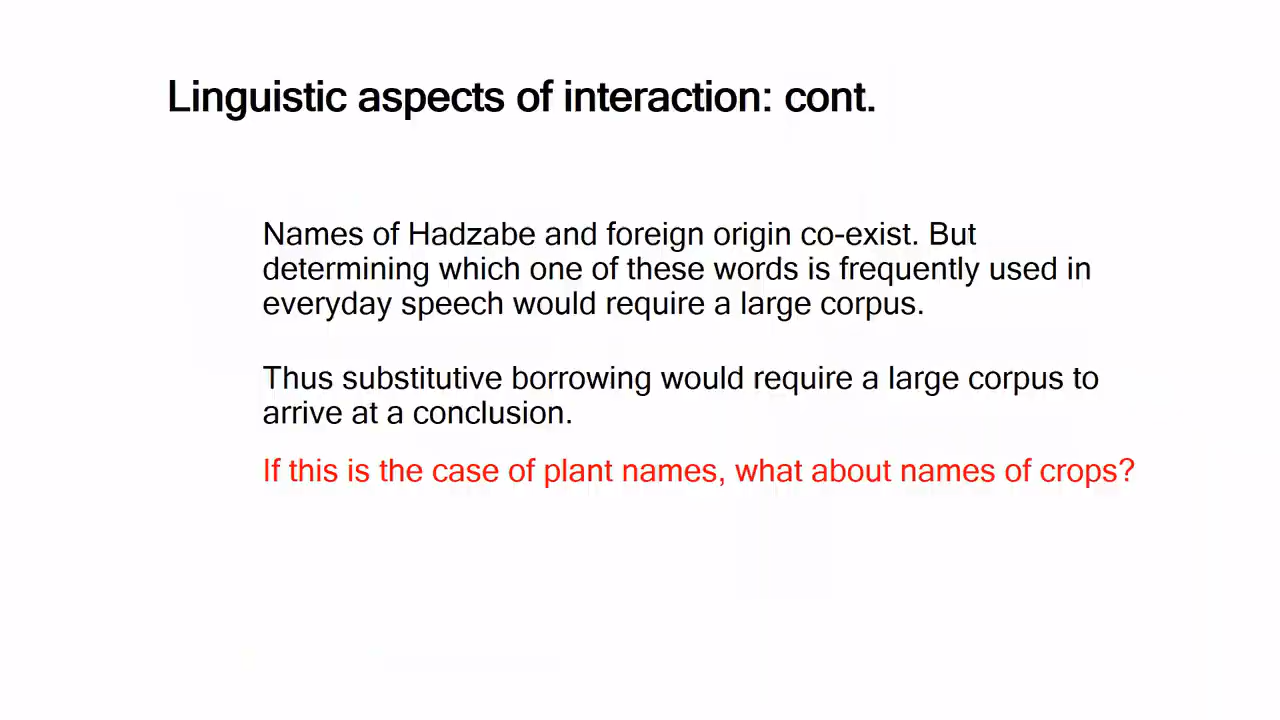 Linguistic aspects of interaction: cont.
Names of Hadzabe and foreign origin co-exist. But
determining which one of these words is frequently used in
everyday speech would require a large corpus.
Thus substitutive borrowing would require a large corpus to
arrive at a conclusion.
If this is the case of plant names, what about names of crops?